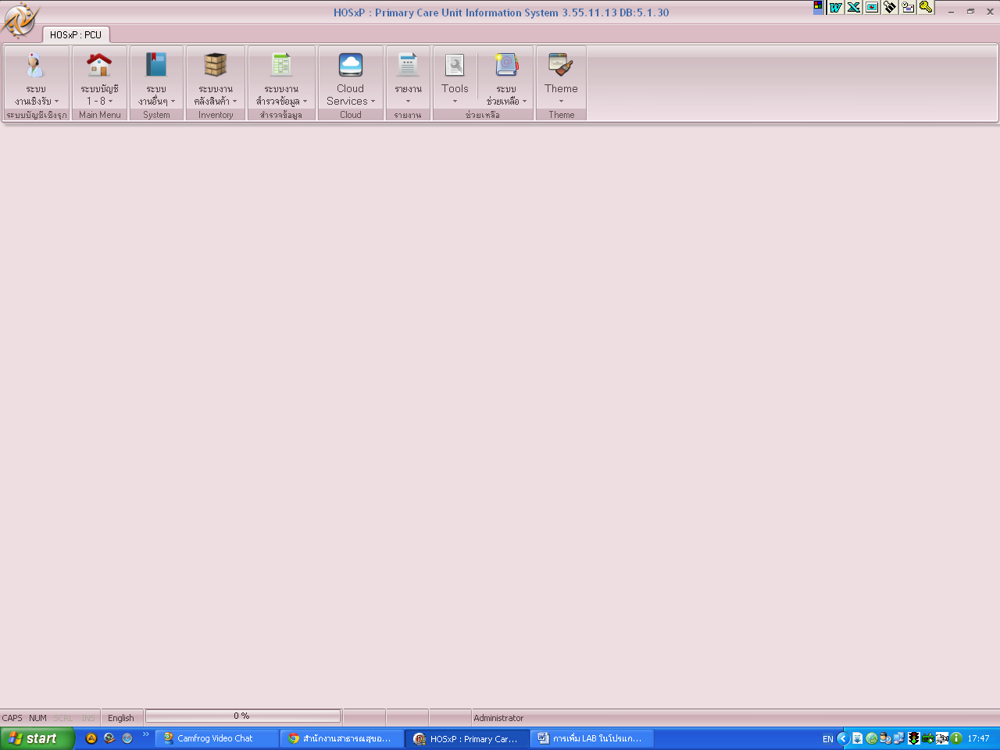 HOSxP : Primary Care Unit Information System 3.55.11.13 DB:5.1.30
HOSxP : PCU
ระบบ
งานเชิงรับ
ระบบบัญชีเชิงรุก
ระบบบัญชี
1 - 8
Main Menu
ระบบ
งานอื่นๆ
System
ระบบงาน
คลังสินค้า
Inventory
ระบบงาน
สำรวจข้อมูล
สำรวจข้อมูล
Cloud
Services
Cloud
รายงาน
รายงาน
Tools
ระบบ
ช่วยเหลือ
ช่วยเหลือ
Theme
Theme
CAPS NUM SCRL INS English 0 % Administrator
start Camfrog Video Chat สำนักงานสาธารณสุขอ... HOSxP : Primary Car... การเพิ่ม LAB ในโปรแก... EN 17:47